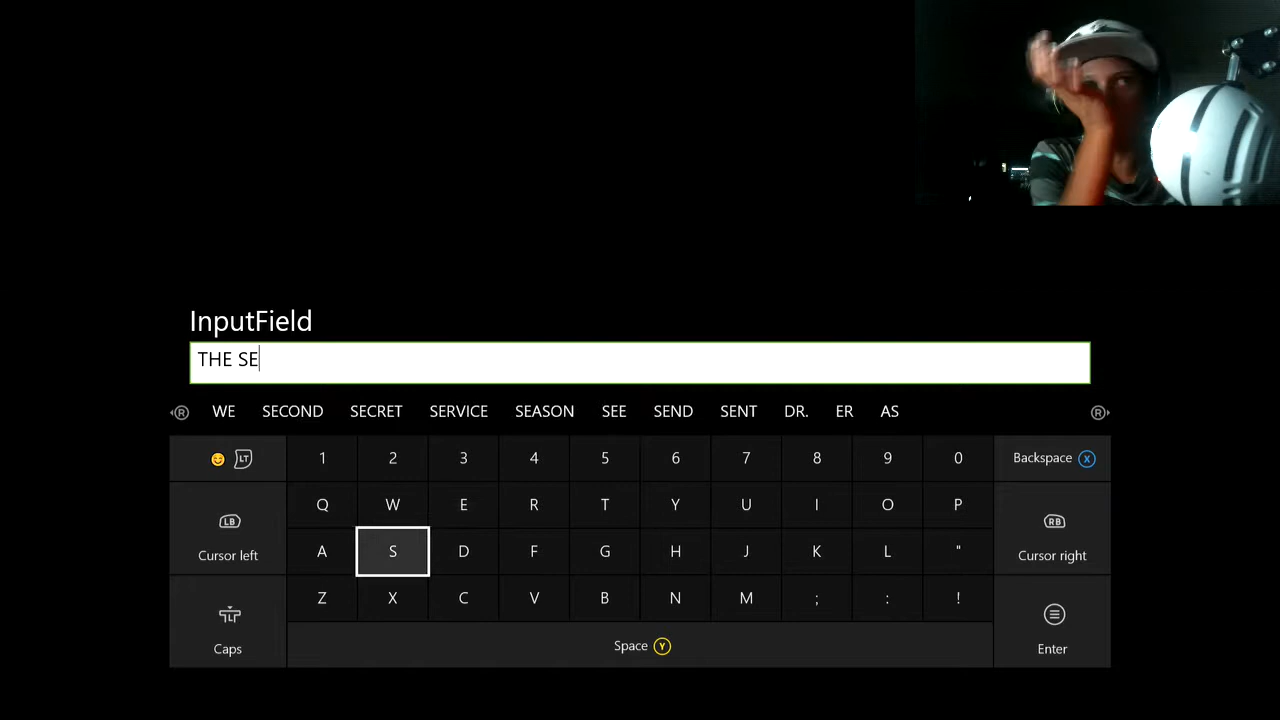 InputField
THE SE
R WE SECOND SECRET SERVICE SEASON SEE SEND SENT DR. ER AS R
LT 1 2 3 4 5 6 7 8 9 0 Backspace X
Q W E R T Y U I O P
LB RB
Cursor left A S D F G H J K L " Cursor right
Z X C V B N M ; : !
Caps Space Y Enter